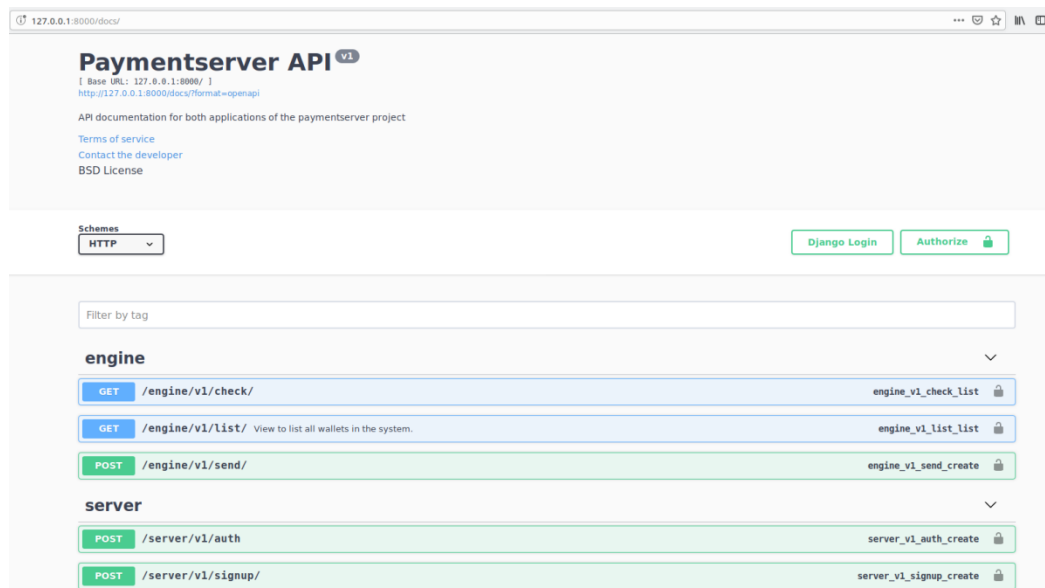 127.0.0.1:8000/docs/
Paymentserver API v1
[ Base URL: 127.0.0.1:8000/ ]
http://127.0.0.1:8000/docs/?format=openapi
API documentation for both applications of the paymentserver project
Terms of service
Contact the developer
BSD License
Schemes
HTTP
Django Login
Authorize
Filter by tag
engine
GET /engine/v1/check/ engine_v1_check_list
GET /engine/v1/list/ View to list all wallets in the system. engine_v1_list_list
POST /engine/v1/send/ engine_v1_send_create
server
POST /server/v1/auth server_v1_auth_create
POST /server/v1/signup/ server_v1_signup_create